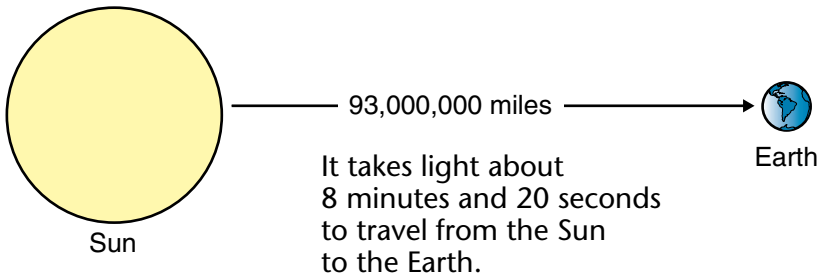 93,000,000 miles
Earth
It takes light about
8 minutes and 20 seconds
to travel from the Sun
to the Earth.
Sun